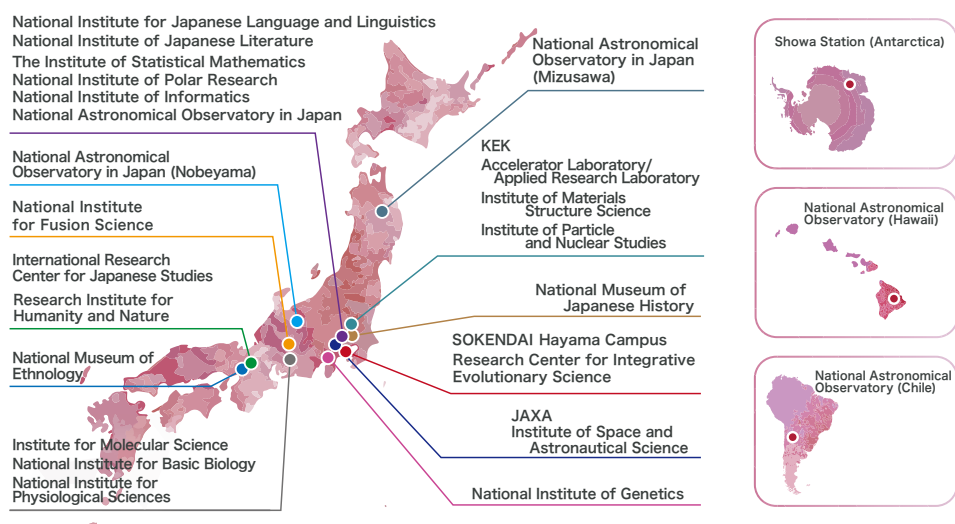 National Institute for Japanese Language and Linguistics
National Institute of Japanese Literature
The Institute of Statistical Mathematics
National Institute of Polar Research
National Institute of Informatics
National Astronomical Observatory in Japan
National Astronomical
Observatory in Japan (Nobeyama)
National Institute
for Fusion Science
International Research
Center for Japanese Studies
Research Institute for
Humanity and Nature
National Museum of
Ethnology
Institute for Molecular Science
National Institute for Basic Biology
National Institute for
Physiological Sciences
National Astronomical
Observatory in Japan
(Mizusawa)
KEK
Accelerator Laboratory/
Applied Research Laboratory
Institute of Materials
Structure Science
Institute of Particle
and Nuclear Studies
National Museum of
Japanese History
SOKENDAI Hayama Campus
Research Center for Integrative
Evolutionary Science
JAXA
Institute of Space and
Astronautical Science
National Institute of Genetics
Showa Station (Antarctica)
National Astronomical
Observatory (Hawaii)
National Astronomical
Observatory (Chile)